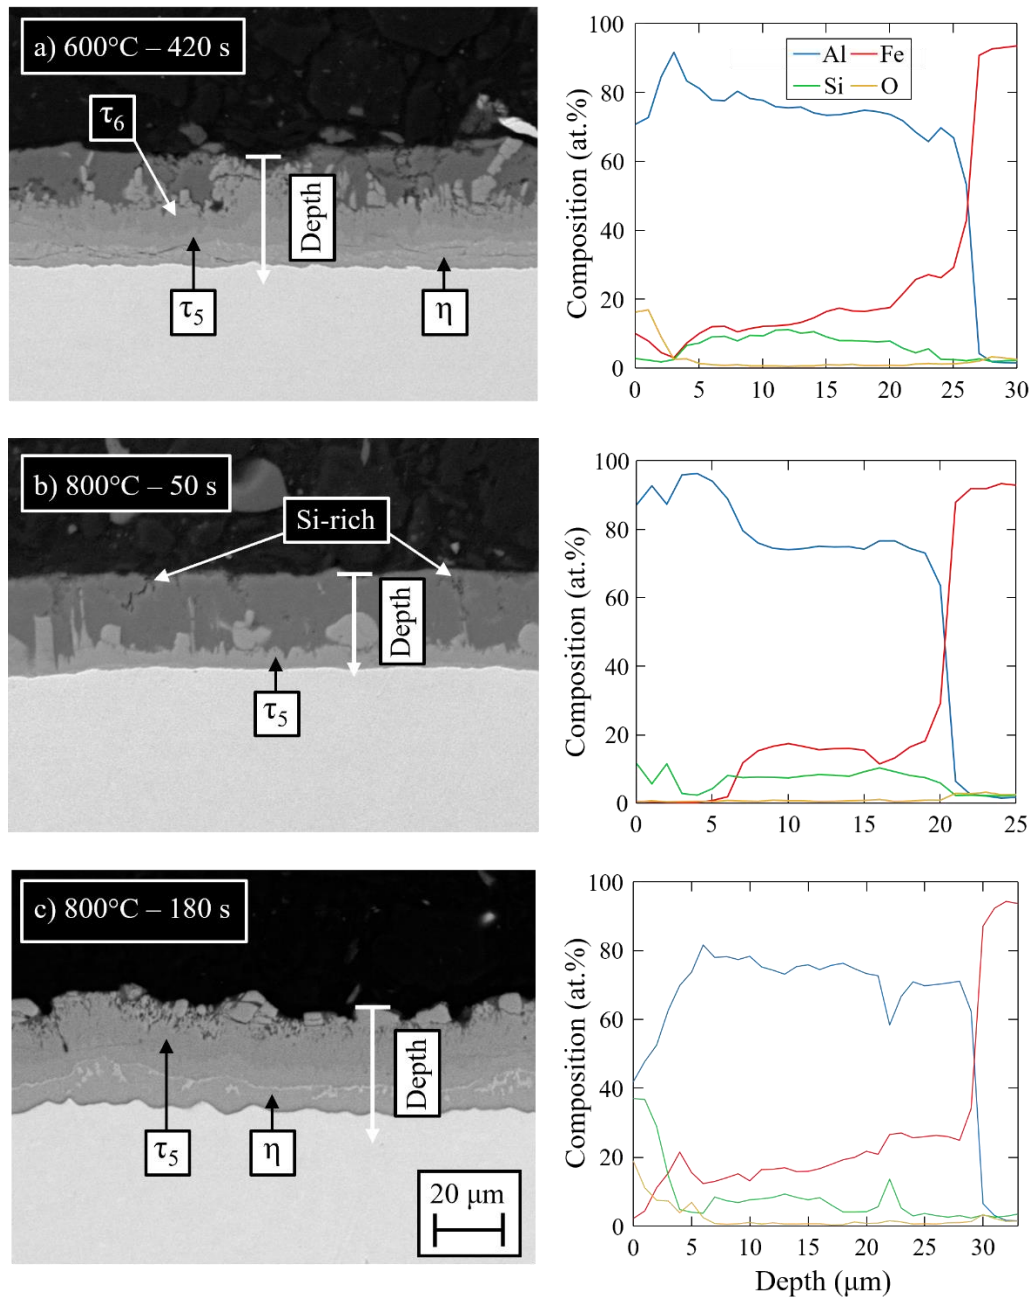 a) 600°C – 420 s
τ6
Depth
τ5
η
Composition (at.%)
100
80
60
40
20
0
0 5 10 15 20 25 30
Al Fe
Si O
b) 800°C – 50 s
Si-rich
Depth
τ5
Composition (at.%)
100
80
60
40
20
0
0 5 10 15 20 25
c) 800°C – 180 s
Depth
τ5
η
20 μm
Composition (at.%)
100
80
60
40
20
0
0 5 10 15 20 25 30
Depth (μm)